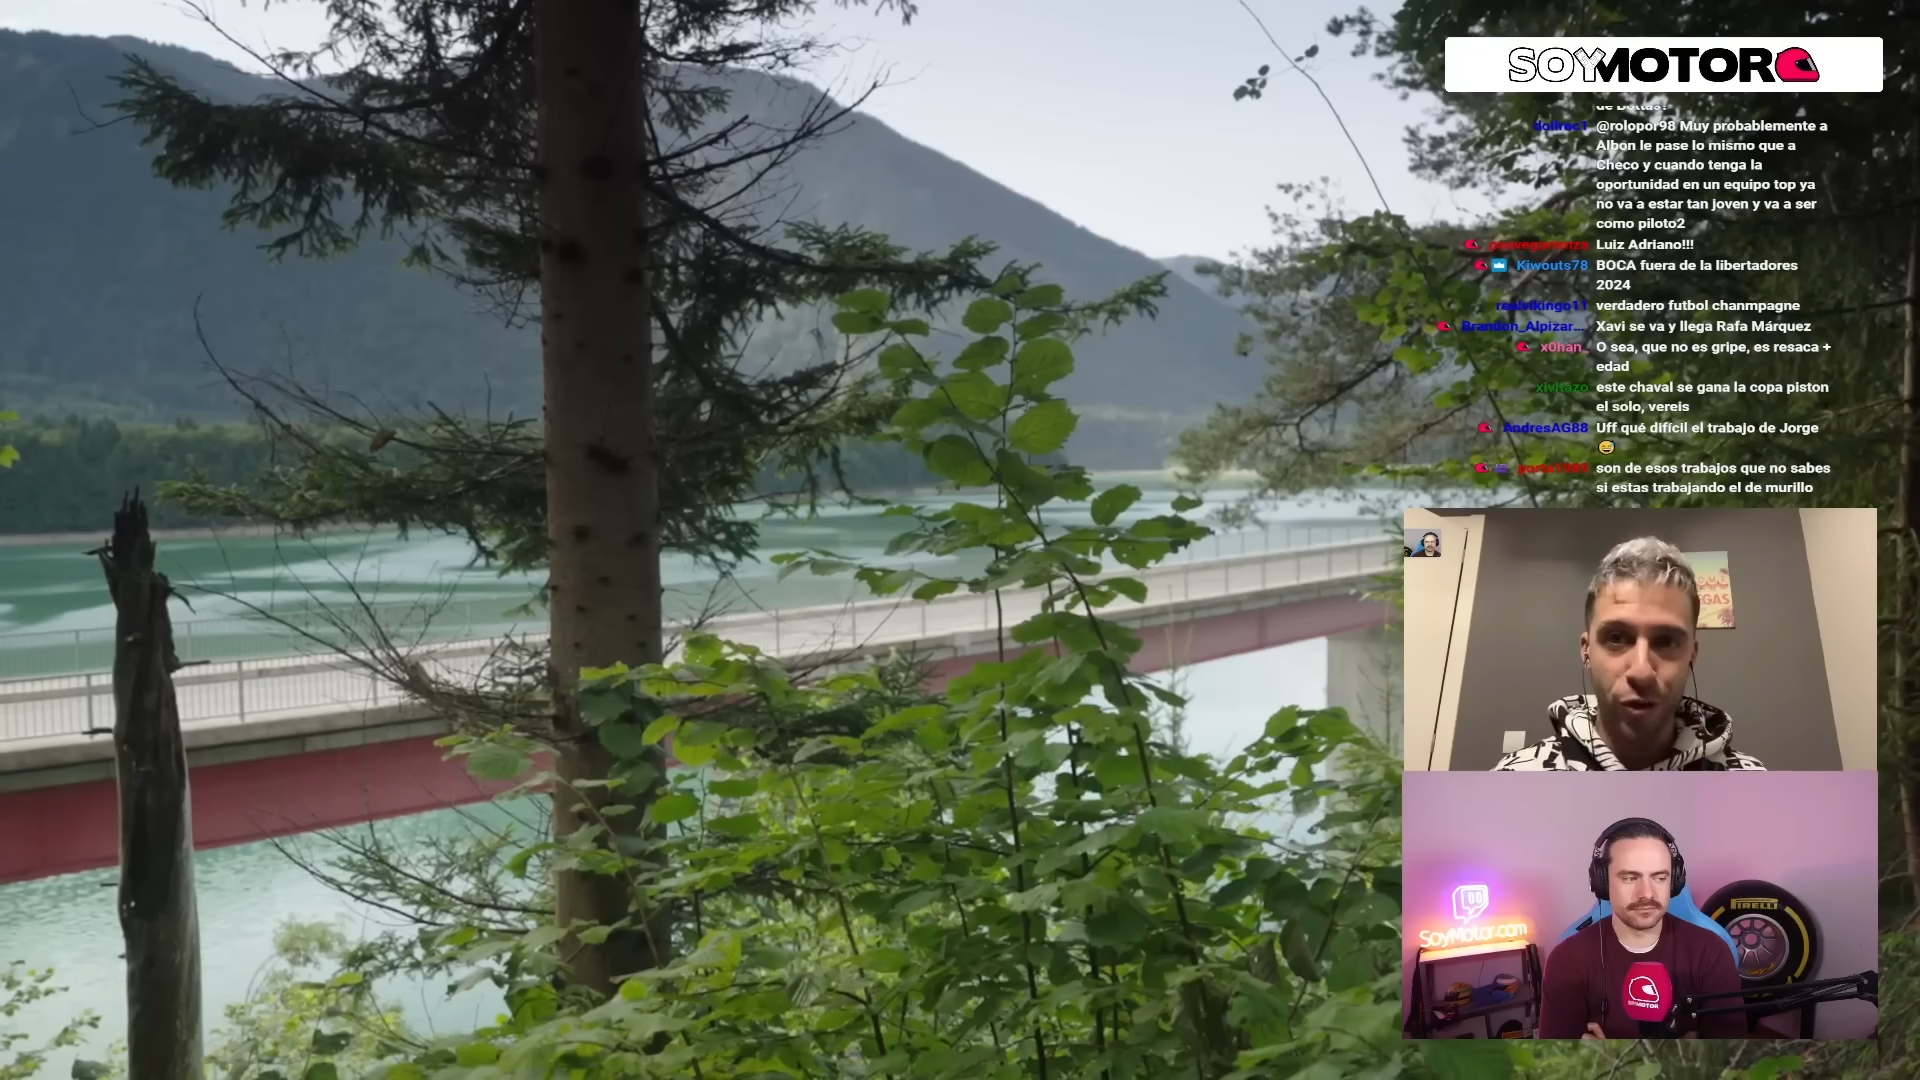 SOYMOTOR
@rolopor98 Muy probablemente a
Albon le pase lo mismo que a
Checo y cuando tenga la
oportunidad en un equipo top ya
no va a estar tan joven y va a ser
como piloto2
Luiz Adriano!!!
Kiwouts78 BOCA fuera de la libertadores
2024
realvikingo11 verdadero futbol chanmpagne
Brandon_Alpizar... Xavi se va y llega Rafa Márquez
x0han_ O sea, que no es gripe, es resaca +
edad
xivitazo este chaval se gana la copa piston
el solo, vereis
AndresAG88 Uff qué difícil el trabajo de Jorge
😅
son de esos trabajos que no sabes
si estas trabajando el de murillo
PIRELLI
SoyMotor.com
MOTOR